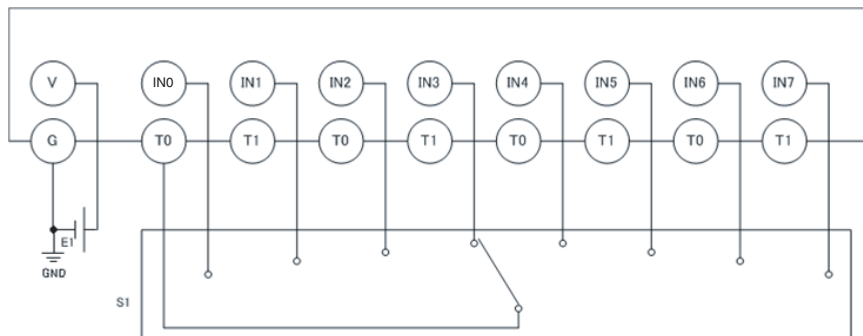 V IN0 IN1 IN2 IN3 IN4 IN5 IN6 IN7
G T0 T1 T0 T1 T0 T1 T0 T1
E1
GND
S1